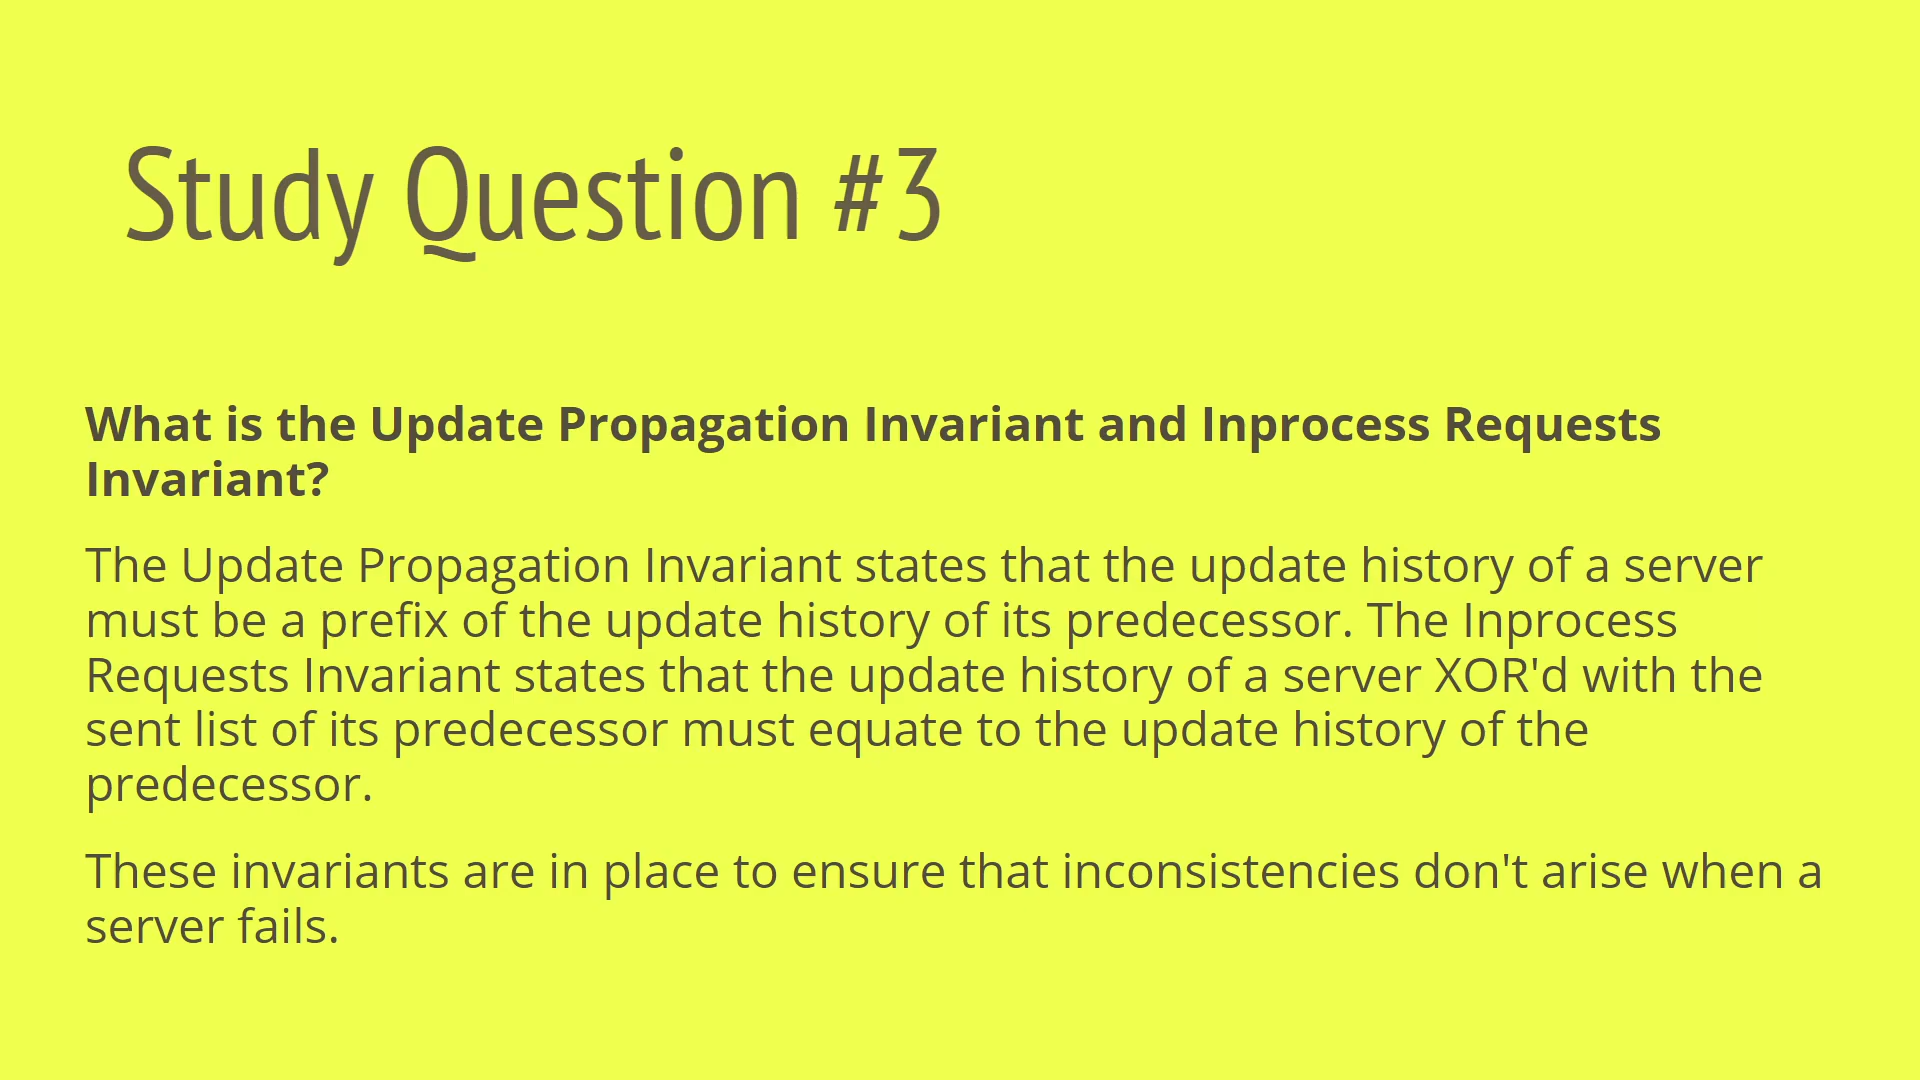 Study Question #3
What is the Update Propagation Invariant and Inprocess Requests
Invariant?
The Update Propagation Invariant states that the update history of a server
must be a prefix of the update history of its predecessor. The Inprocess
Requests Invariant states that the update history of a server XOR'd with the
sent list of its predecessor must equate to the update history of the
predecessor.
These invariants are in place to ensure that inconsistencies don't arise when a
server fails.